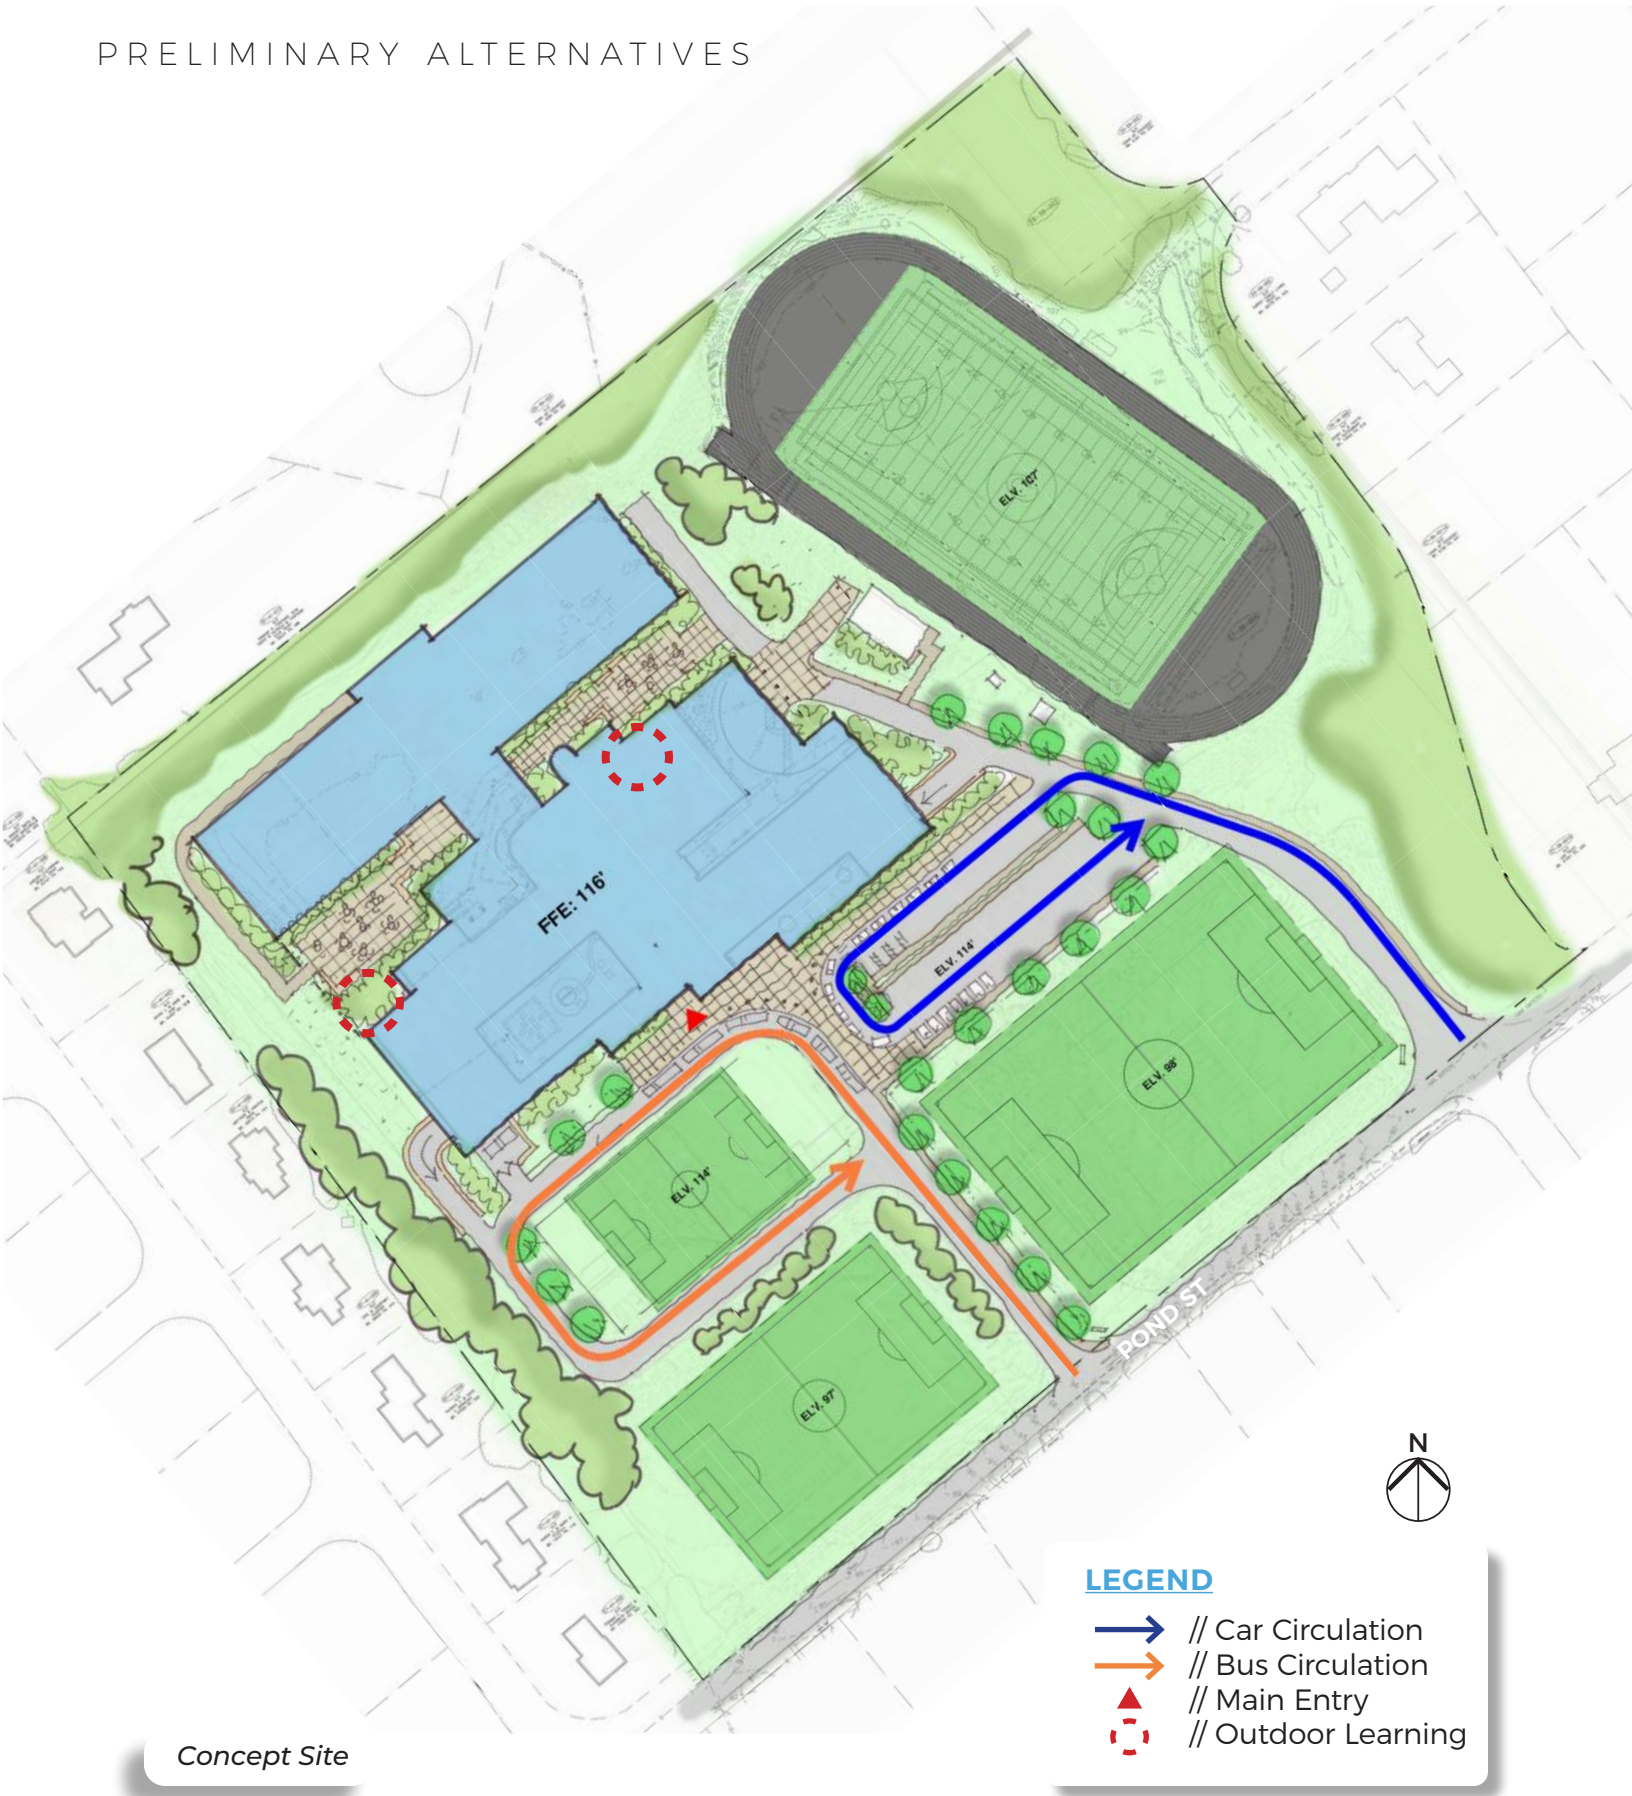 PRELIMINARY ALTERNATIVES
ELV. 107'
FFE: 116'
ELV. 114'
ELV. 98'
ELV. 114'
ELV. 97'
POND ST
N
LEGEND
// Car Circulation
// Bus Circulation
// Main Entry
// Outdoor Learning
Concept Site